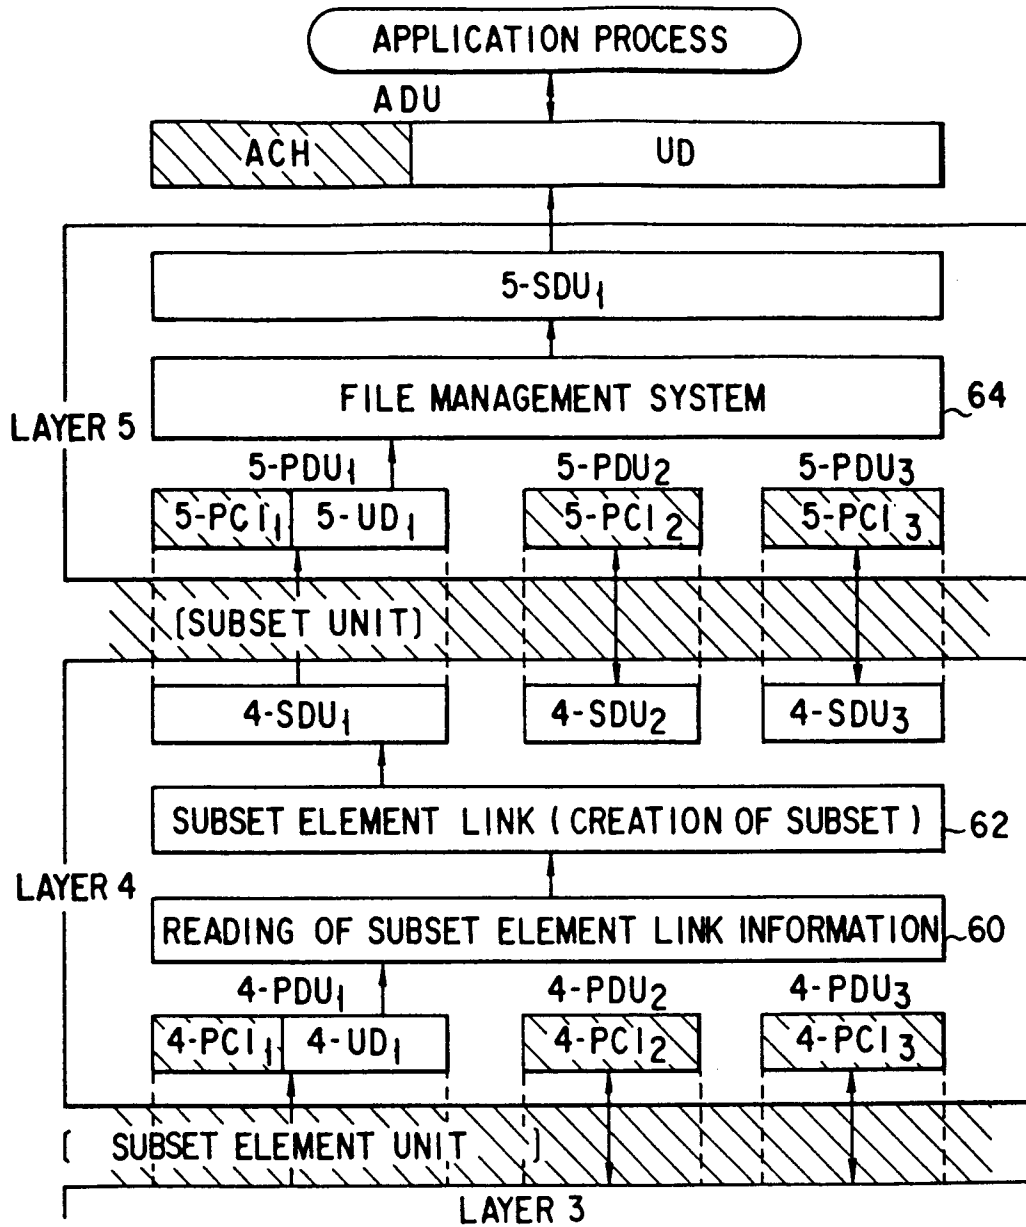 APPLICATION PROCESS
ADU
ACH UD
5-SDU1
FILE MANAGEMENT SYSTEM 64
LAYER 5
5-PDU1 5-PDU2 5-PDU3
5-PCI1 5-UD1 5-PCI2 5-PCI3
(SUBSET UNIT)
4-SDU1 4-SDU2 4-SDU3
SUBSET ELEMENT LINK (CREATION OF SUBSET) 62
LAYER 4
READING OF SUBSET ELEMENT LINK INFORMATION 60
4-PDU1 4-PDU2 4-PDU3
4-PCI1 4-UD1 4-PCI2 4-PCI3
( SUBSET ELEMENT UNIT )
LAYER 3